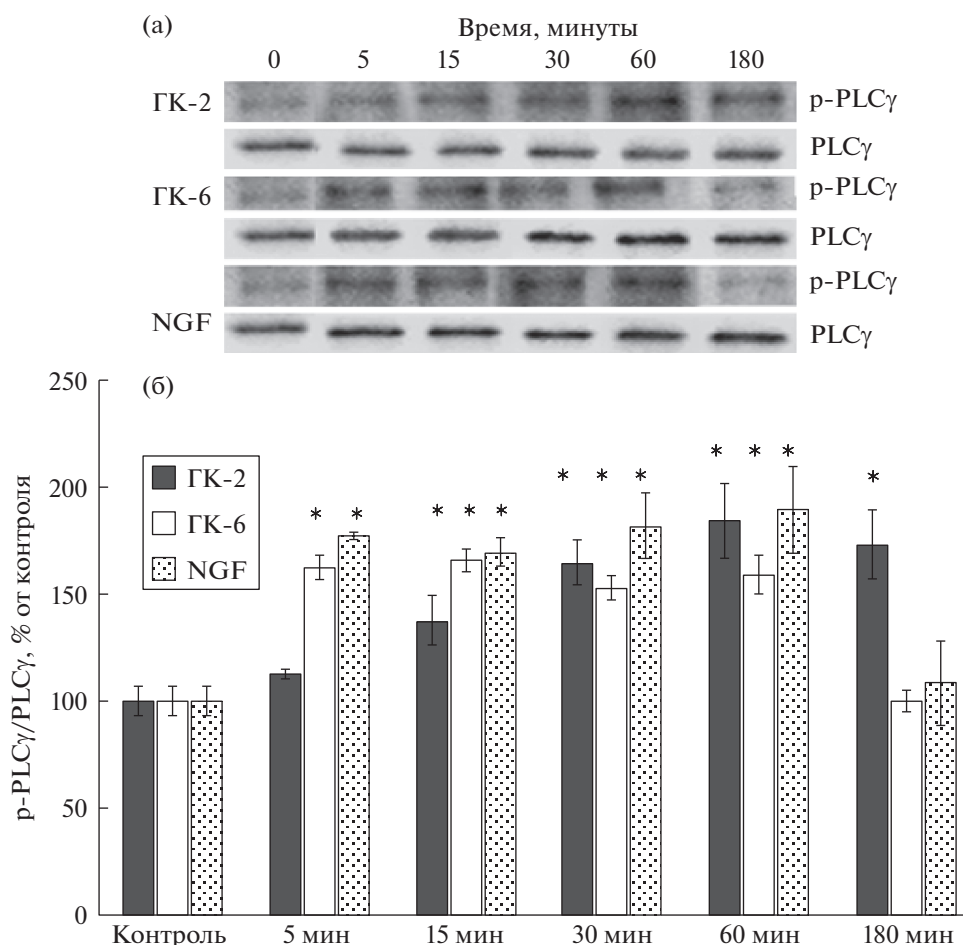 (а)
Время, минуты
0 5 15 30 60 180
ГК-2
p-PLCγ
PLCγ
ГК-6
p-PLCγ
PLCγ
p-PLCγ
NGF
PLCγ
(б)
p-PLCγ/PLCγ, % от контроля
250
200
150
100
50
0
ГК-2
ГК-6
NGF
* *
* * *
* * *
* * *
*
Контроль 5 мин 15 мин 30 мин 60 мин 180 мин